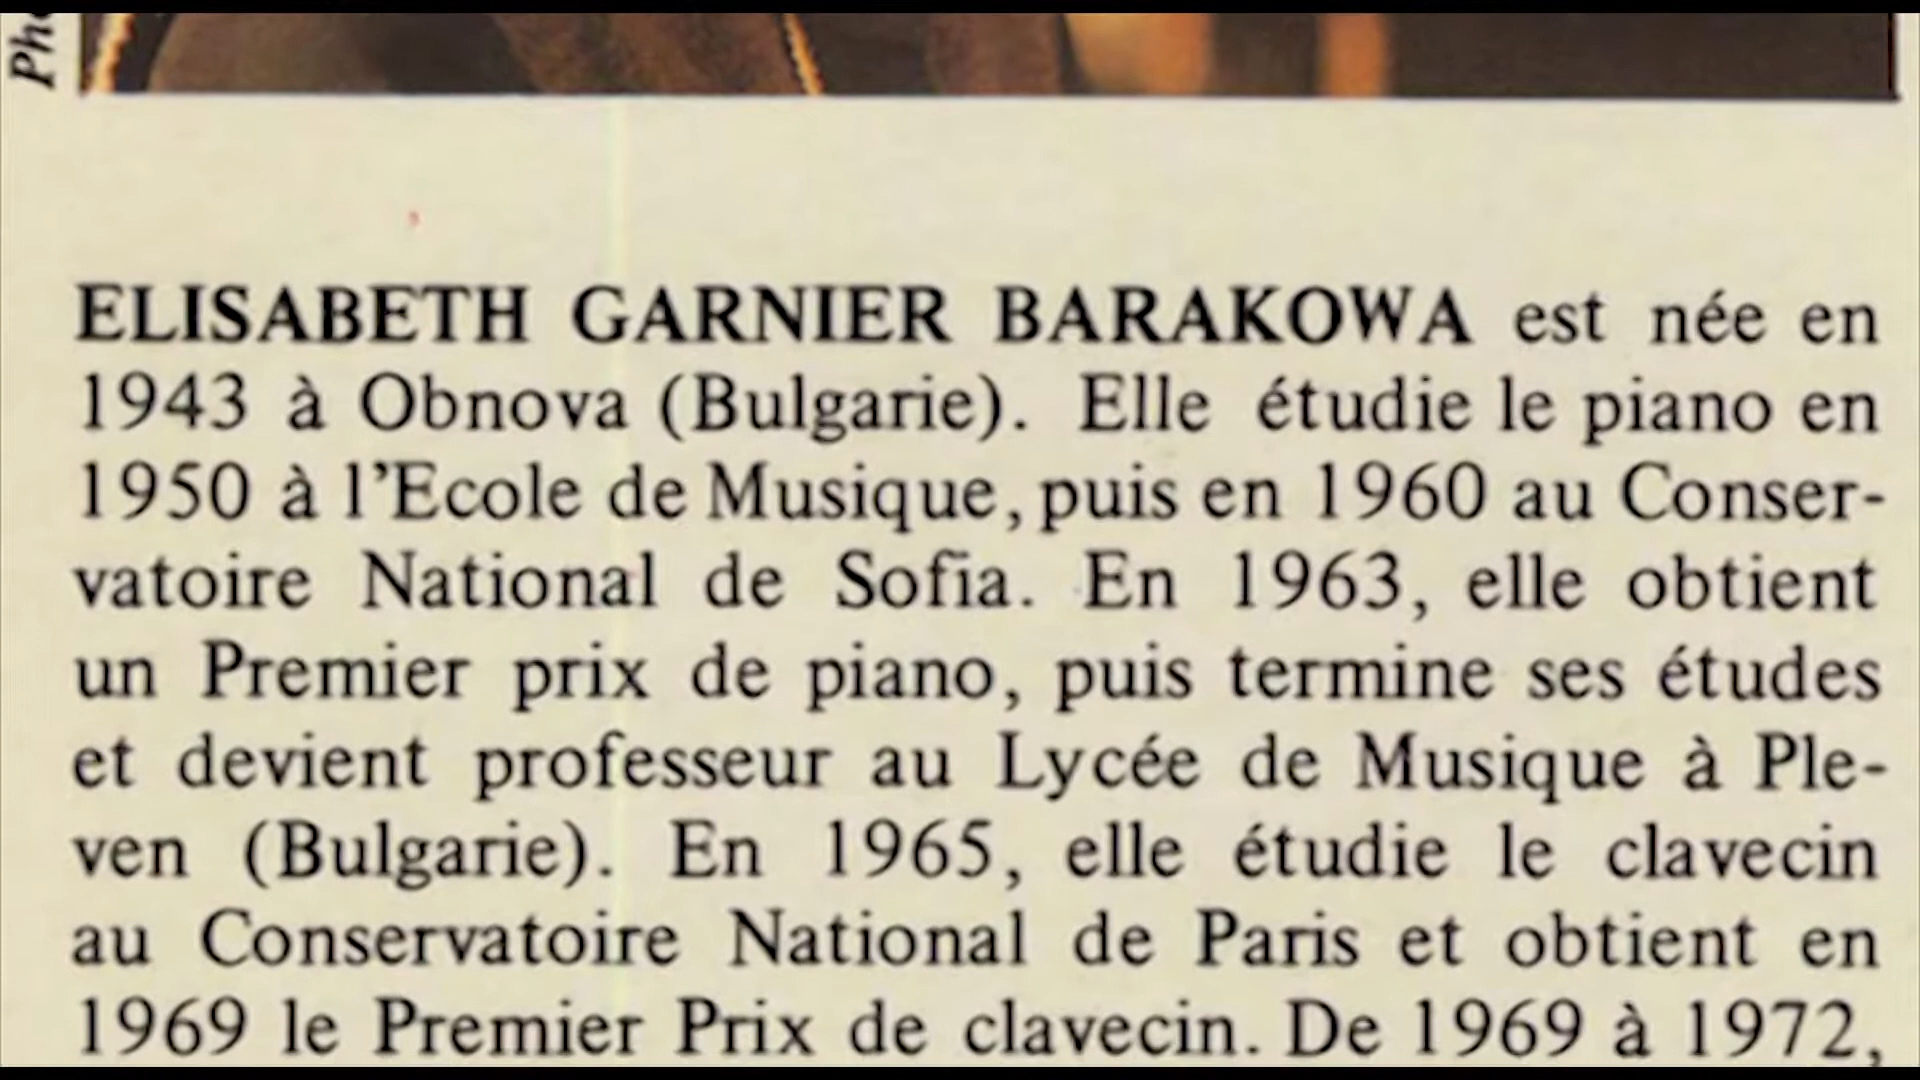 Ph
ELISABETH GARNIER BARAKOWA est née en
1943 à Obnova (Bulgarie). Elle étudie le piano en
1950 à l'Ecole de Musique, puis en 1960 au Conser-
vatoire National de Sofia. En 1963, elle obtient
un Premier prix de piano, puis termine ses études
et devient professeur au Lycée de Musique à Ple-
ven (Bulgarie). En 1965, elle étudie le clavecin
au Conservatoire National de Paris et obtient en
1969 le Premier Prix de clavecin. De 1969 à 1972,